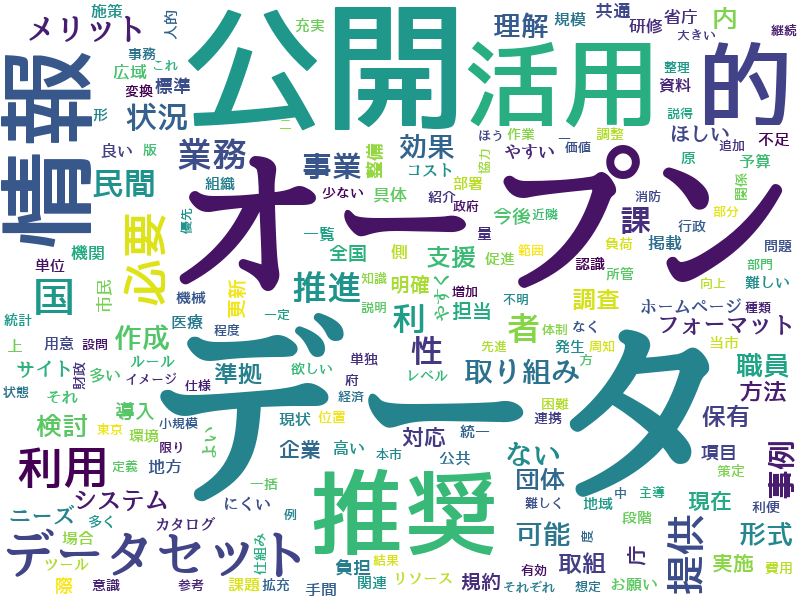 施策
人的
充実
規模
共通
省庁
内
大きい
継続
メリット
理解
研修
事務
これ
公開
活用
的
広域
変換
標準
整理
資料
説得
情報
形
状況
ほう
作業
一
価値
調整
ほしい
不足
二
協力
追加
良い
版
業務
効果
整備
やすい
原
予算
事業
コスト
オープン
民間
組織
少ない
具体
紹介
部署
政府
課
消防
関係
優先
今後
近隣
行政
部分
必要
一覧
量
掲載
問題
機関
全国
側
促進
範囲
負荷
単位
市民
支援
認識
所管
部門
国
推進
知識
明確
やすく
増加
向上
難しい
機械
更新
説明
利
担当
調査
ホームページ
種類
統計
医療
程度
一定
不明
体制
なく
フォーマット
上
用意
設問
作成
データ
者
発生
周知
当市
サイト
ルール
財政
単独
性
先進
方
職員
状態
多い
イメージ
仕様
準拠
欲しい
府
経済
レベル
取り組み
困難
連携
方法
それ
検討
導入
小規模
現状
位置
統一
保有
東京
環境
限り
よい
企業
高い
本市
対応
公共
ない
項目
事例
利用
定義
地方
一括
推奨
団体
地域
中
主導
策定
システム
にくい
例
難しく
現在
利便
ニーズ
多く
カタログ
仕組み
可能
度
段階
提供
形式
データセット
場合
ツール
負担
結果
取組
庁
実施
有効
費用
際
意識
参考
課題
拡充
手間
関連
リソース
規約
それぞれ
想定
お願い